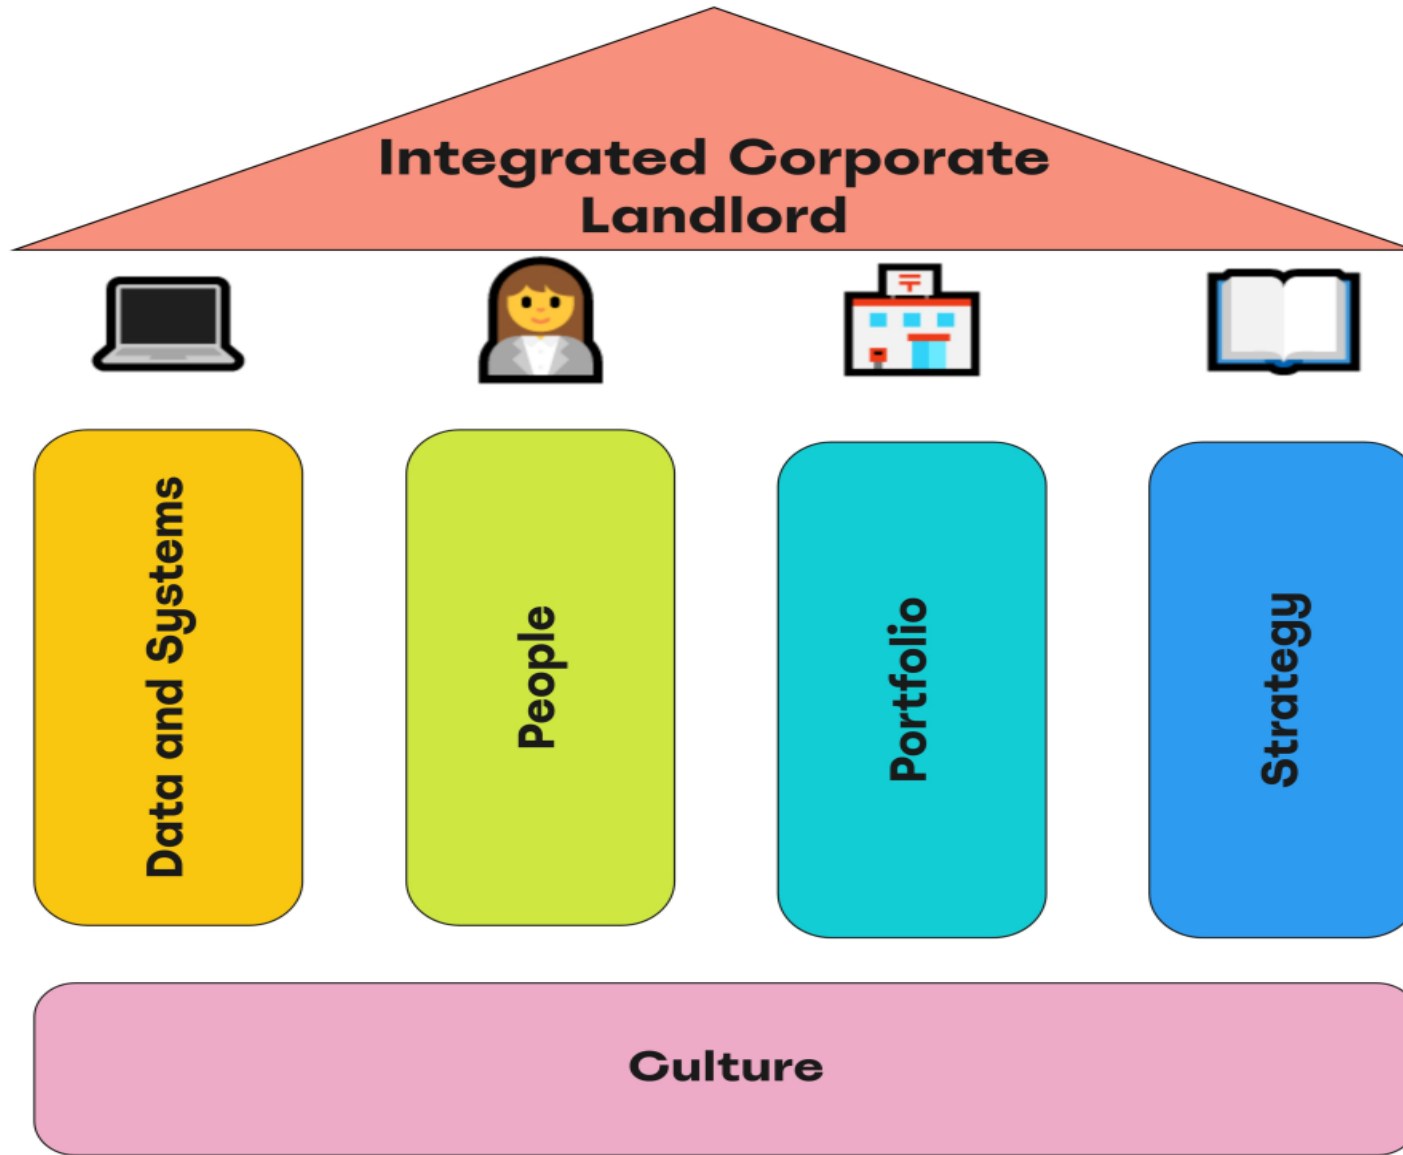 Integrated Corporate
Landlord
〒
Data and Systems
People
Portfolio
Strategy
Culture